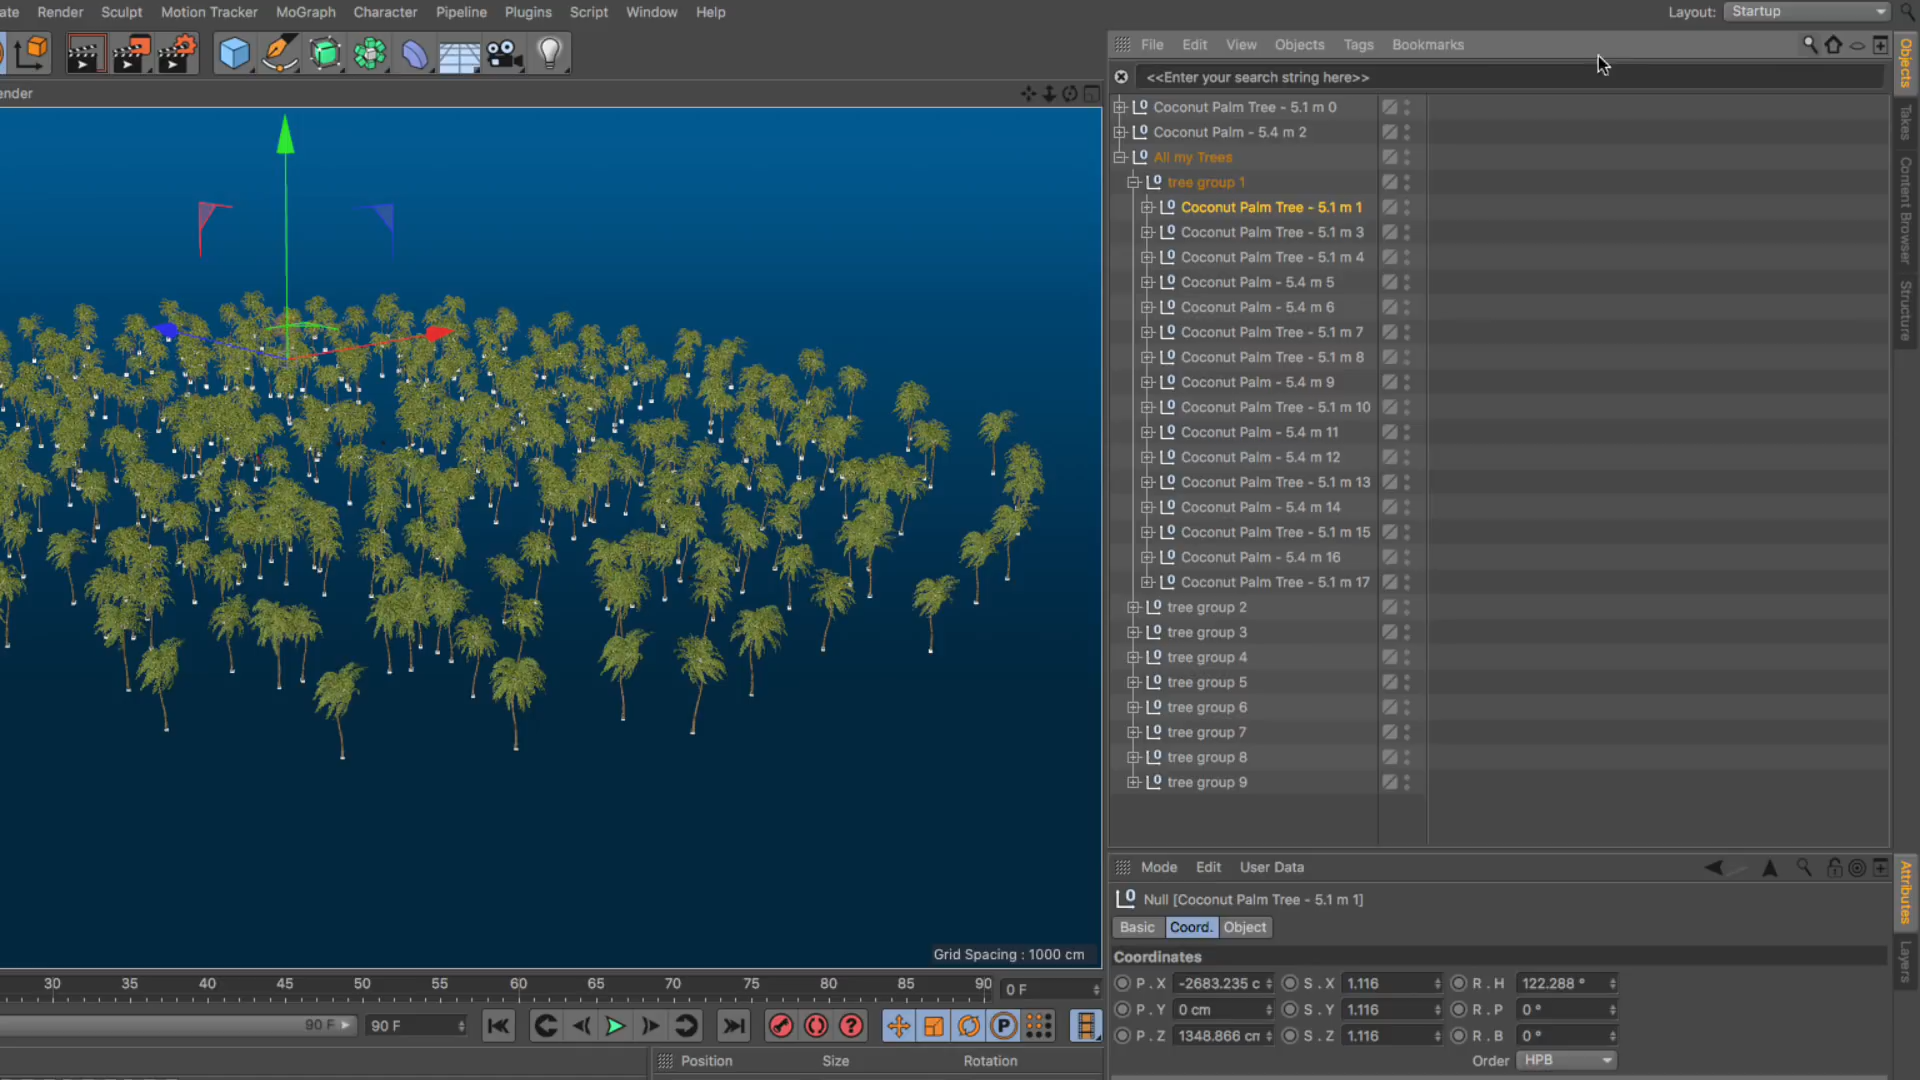 ate Render Sculpt Motion Tracker MoGraph Character Pipeline Plugins Script Window Help
Layout: Startup
File Edit View Objects Tags Bookmarks
<<Enter your search string here>>
ender
Coconut Palm Tree - 5.1 m 0
Coconut Palm - 5.4 m 2
All my Trees
tree group 1
Coconut Palm Tree - 5.1 m 1
Coconut Palm Tree - 5.1 m 3
Coconut Palm Tree - 5.1 m 4
Coconut Palm - 5.4 m 5
Coconut Palm - 5.4 m 6
Coconut Palm Tree - 5.1 m 7
Coconut Palm Tree - 5.1 m 8
Coconut Palm - 5.4 m 9
Coconut Palm Tree - 5.1 m 10
Coconut Palm - 5.4 m 11
Coconut Palm - 5.4 m 12
Coconut Palm Tree - 5.1 m 13
Coconut Palm - 5.4 m 14
Coconut Palm Tree - 5.1 m 15
Coconut Palm - 5.4 m 16
Coconut Palm Tree - 5.1 m 17
tree group 2
tree group 3
tree group 4
tree group 5
tree group 6
tree group 7
tree group 8
tree group 9
Objects
Takes
Content Browser
Structure
Mode Edit User Data
Null [Coconut Palm Tree - 5.1 m 1]
Basic Coord. Object
Coordinates
P . X -2683.235 c S . X 1.116 R . H 122.288 °
P . Y 0 cm S . Y 1.116 R . P 0 °
P . Z 1348.866 cm S . Z 1.116 R . B 0 °
Order HPB
Attributes
Layers
Grid Spacing : 1000 cm
30 35 40 45 50 55 60 65 70 75 80 85 90 0 F
90 F 90 F
Position Size Rotation